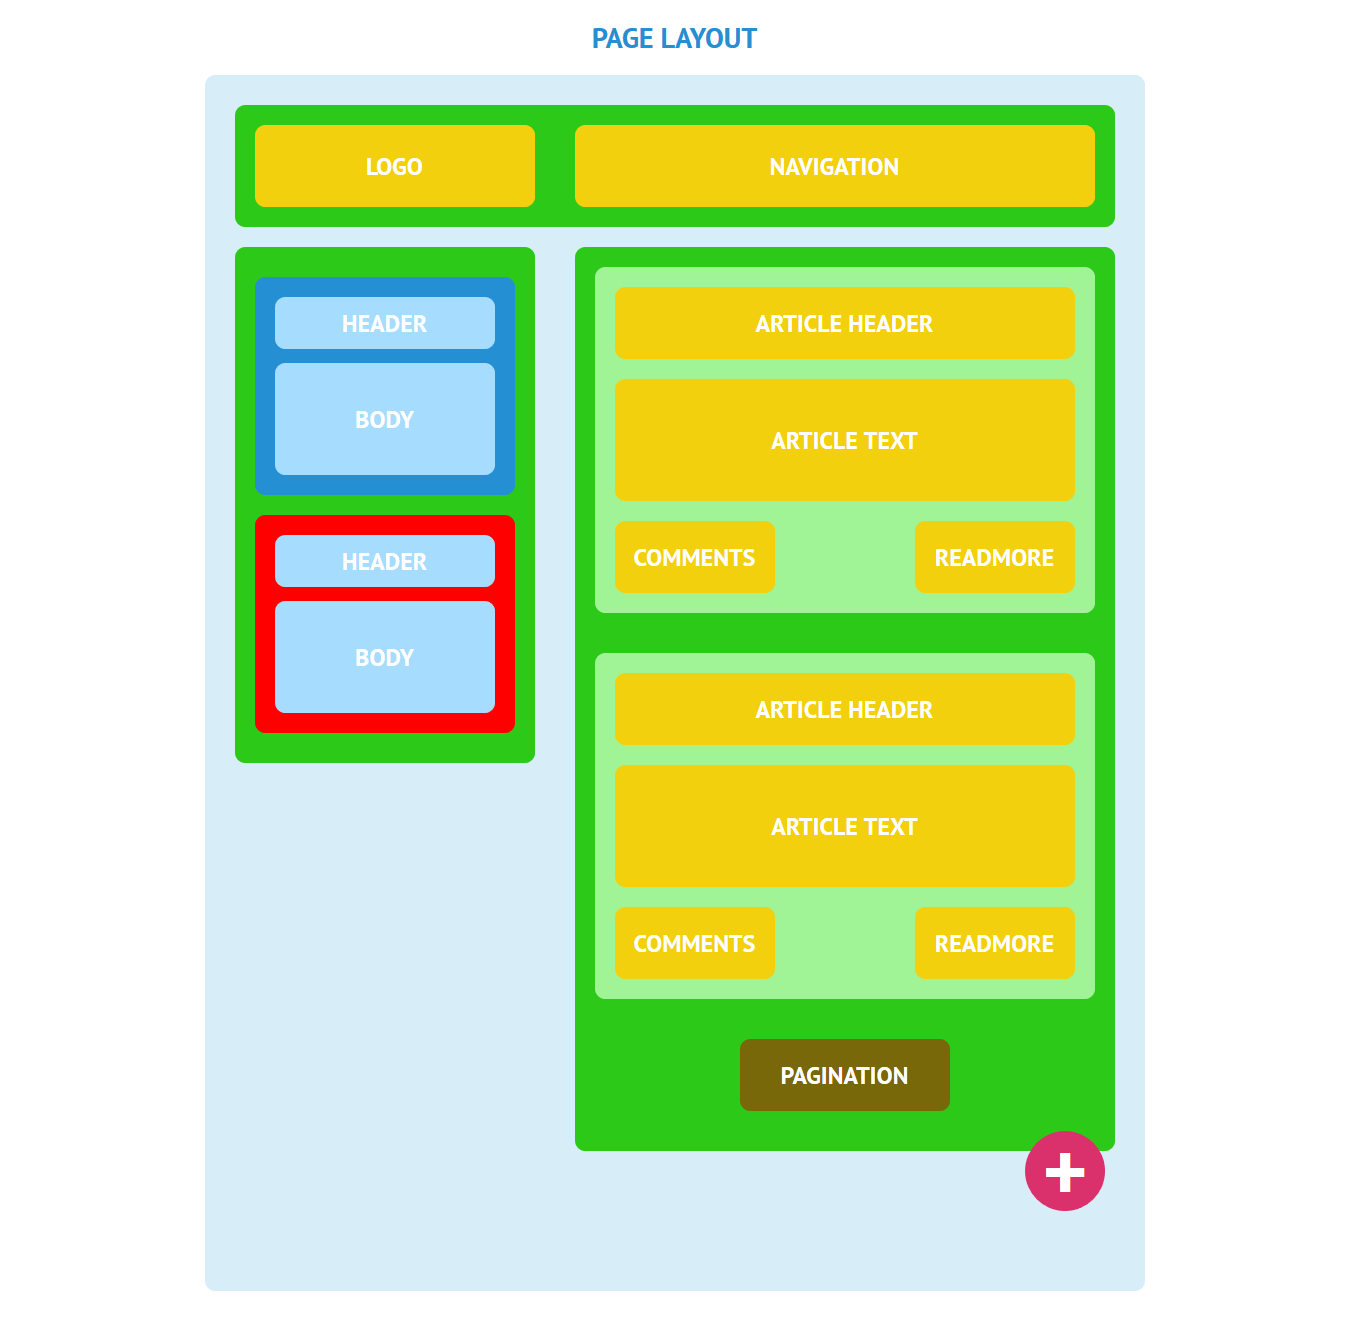 PAGE LAYOUT
LOGO
NAVIGATION
HEADER
BODY
HEADER
BODY
ARTICLE HEADER
ARTICLE TEXT
COMMENTS
READMORE
ARTICLE HEADER
ARTICLE TEXT
COMMENTS
READMORE
PAGINATION
+